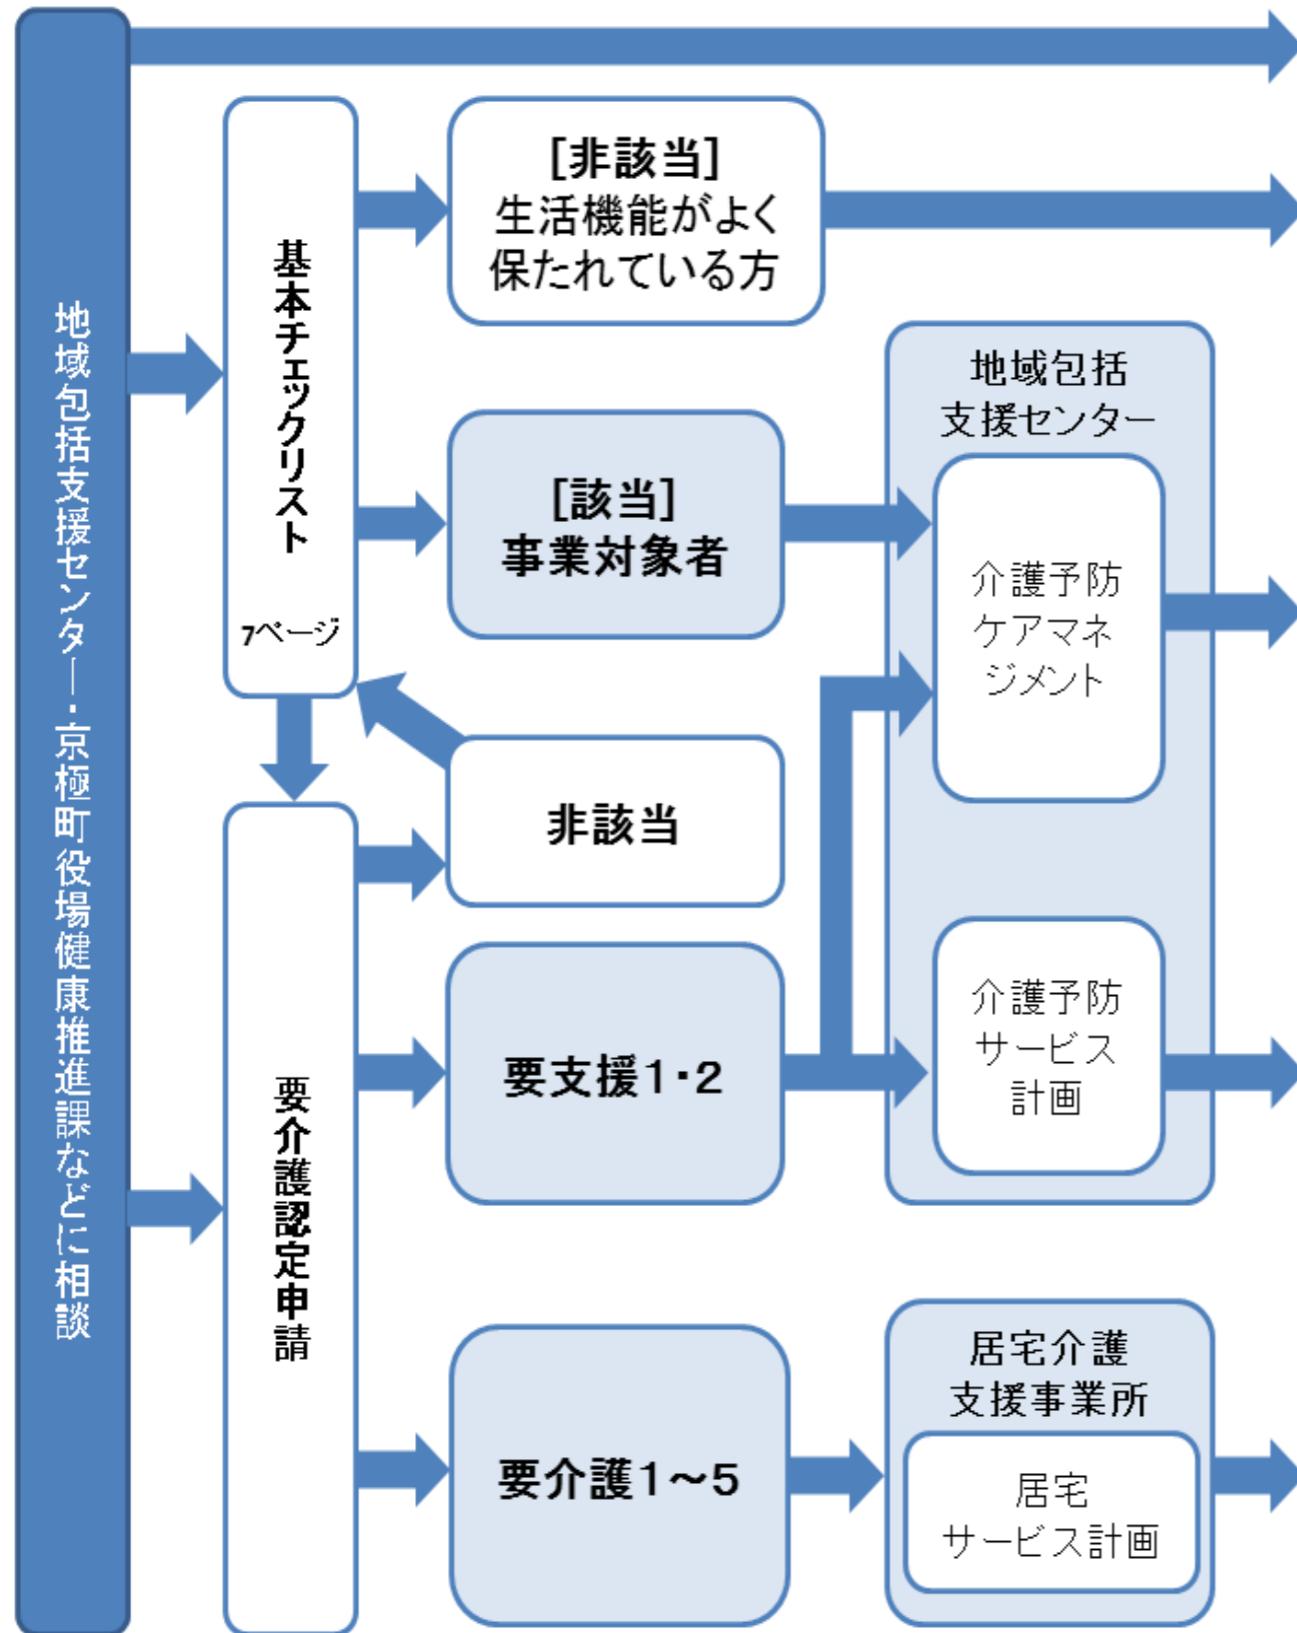 地域包括支援センター・京極町役場健康推進課などに相談
基本チェックリスト
7ページ
[非該当]
生活機能がよく
保たれている方
[該当]
事業対象者
地域包括
支援センター
介護予防
ケアマネ
ジメント
非該当
要介護認定申請
要支援1・2
介護予防
サービス
計画
要介護1～5
居宅介護
支援事業所
居宅
サービス計画